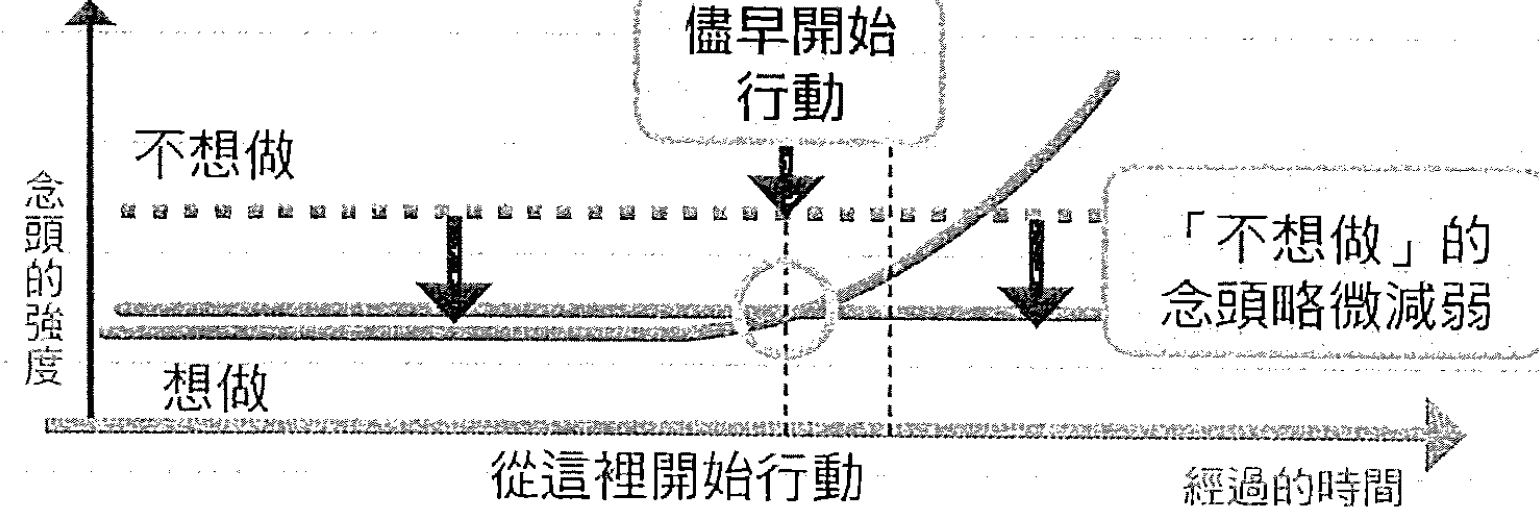 儘早開始
行動
不想做
念頭的強度
「不想做」的
念頭略微減弱
想做
從這裡開始行動
經過的時間